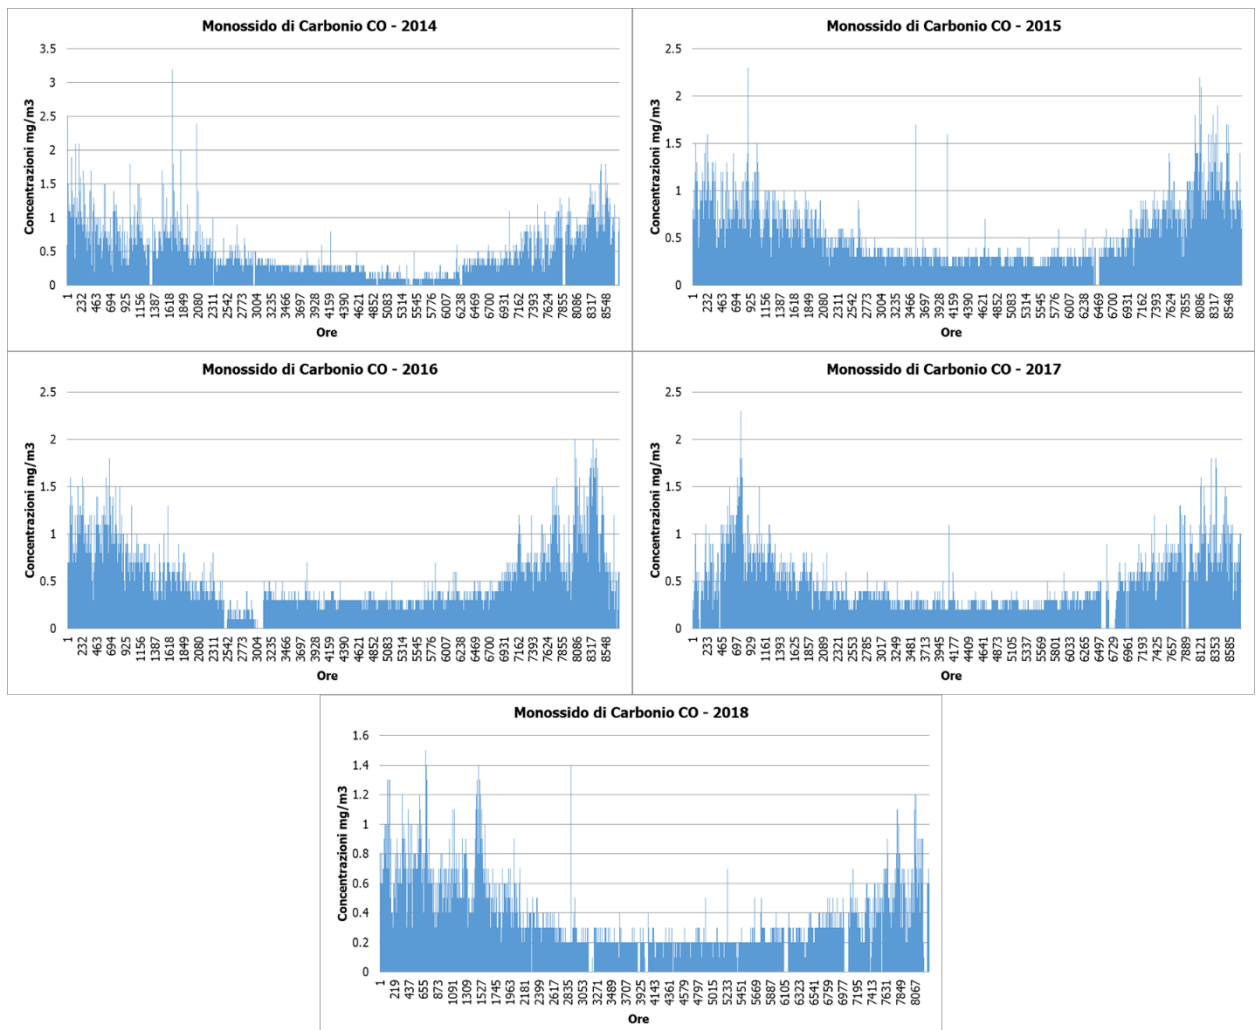 Monossido di Carbonio CO - 2014
3.5
3
2.5
2
1.5
1
0.5
0
Concentrazioni mg/m3
1 232 463 694 925 1156 1387 1618 1849 2080 2311 2542 2773 3004 3235 3466 3697 3928 4159 4390 4621 4852 5083 5314 5545 5776 6007 6238 6469 6700 6931 7162 7393 7624 7855 8086 8317 8548
Ore
Monossido di Carbonio CO - 2015
2.5
2
1.5
1
0.5
0
Concentrazioni mg/m3
1 232 463 694 925 1156 1387 1618 1849 2080 2311 2542 2773 3004 3235 3466 3697 3928 4159 4390 4621 4852 5083 5314 5545 5776 6007 6238 6469 6700 6931 7162 7393 7624 7855 8086 8317 8548
Ore
Monossido di Carbonio CO - 2016
2.5
2
1.5
1
0.5
0
Concentrazioni mg/m3
1 232 463 694 925 1156 1387 1618 1849 2080 2311 2542 2773 3004 3235 3466 3697 3928 4159 4390 4621 4852 5083 5314 5545 5776 6007 6238 6469 6700 6931 7162 7393 7624 7855 8086 8317 8548
Ore
Monossido di Carbonio CO - 2017
2.5
2
1.5
1
0.5
0
Concentrazioni mg/m3
1 233 465 697 929 1161 1393 1625 1857 2089 2321 2553 2785 3017 3249 3481 3713 3945 4177 4409 4641 4873 5105 5337 5569 5801 6033 6265 6497 6729 6961 7193 7425 7657 7889 8121 8353 8585
Ore
Monossido di Carbonio CO - 2018
1.6
1.4
1.2
1
0.8
0.6
0.4
0.2
0
Concentrazioni mg/m3
1 219 437 655 873 1091 1309 1527 1745 1963 2181 2399 2617 2835 3053 3271 3489 3707 3925 4143 4361 4579 4797 5015 5233 5451 5669 5887 6105 6323 6541 6759 6977 7195 7413 7631 7849 8067
Ore